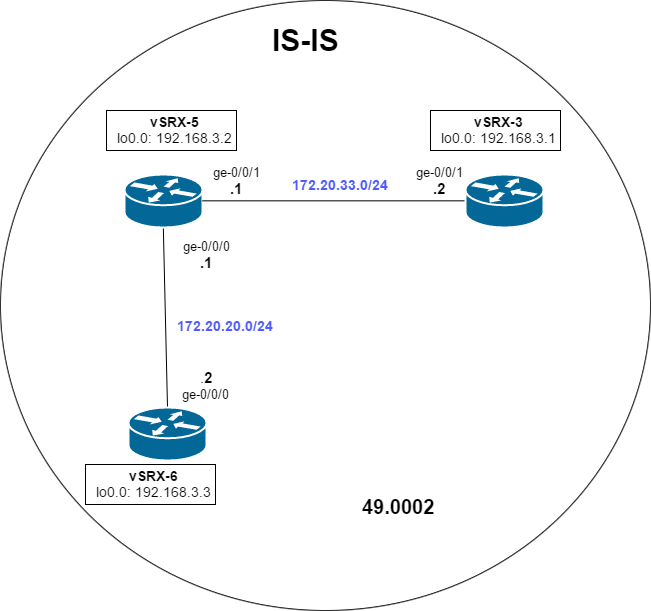 IS-IS
vSRX-5
lo0.0: 192.168.3.2
vSRX-3
lo0.0: 192.168.3.1
ge-0/0/1
.1
172.20.33.0/24
ge-0/0/1
.2
ge-0/0/0
.1
172.20.20.0/24
.2
ge-0/0/0
vSRX-6
lo0.0: 192.168.3.3
49.0002